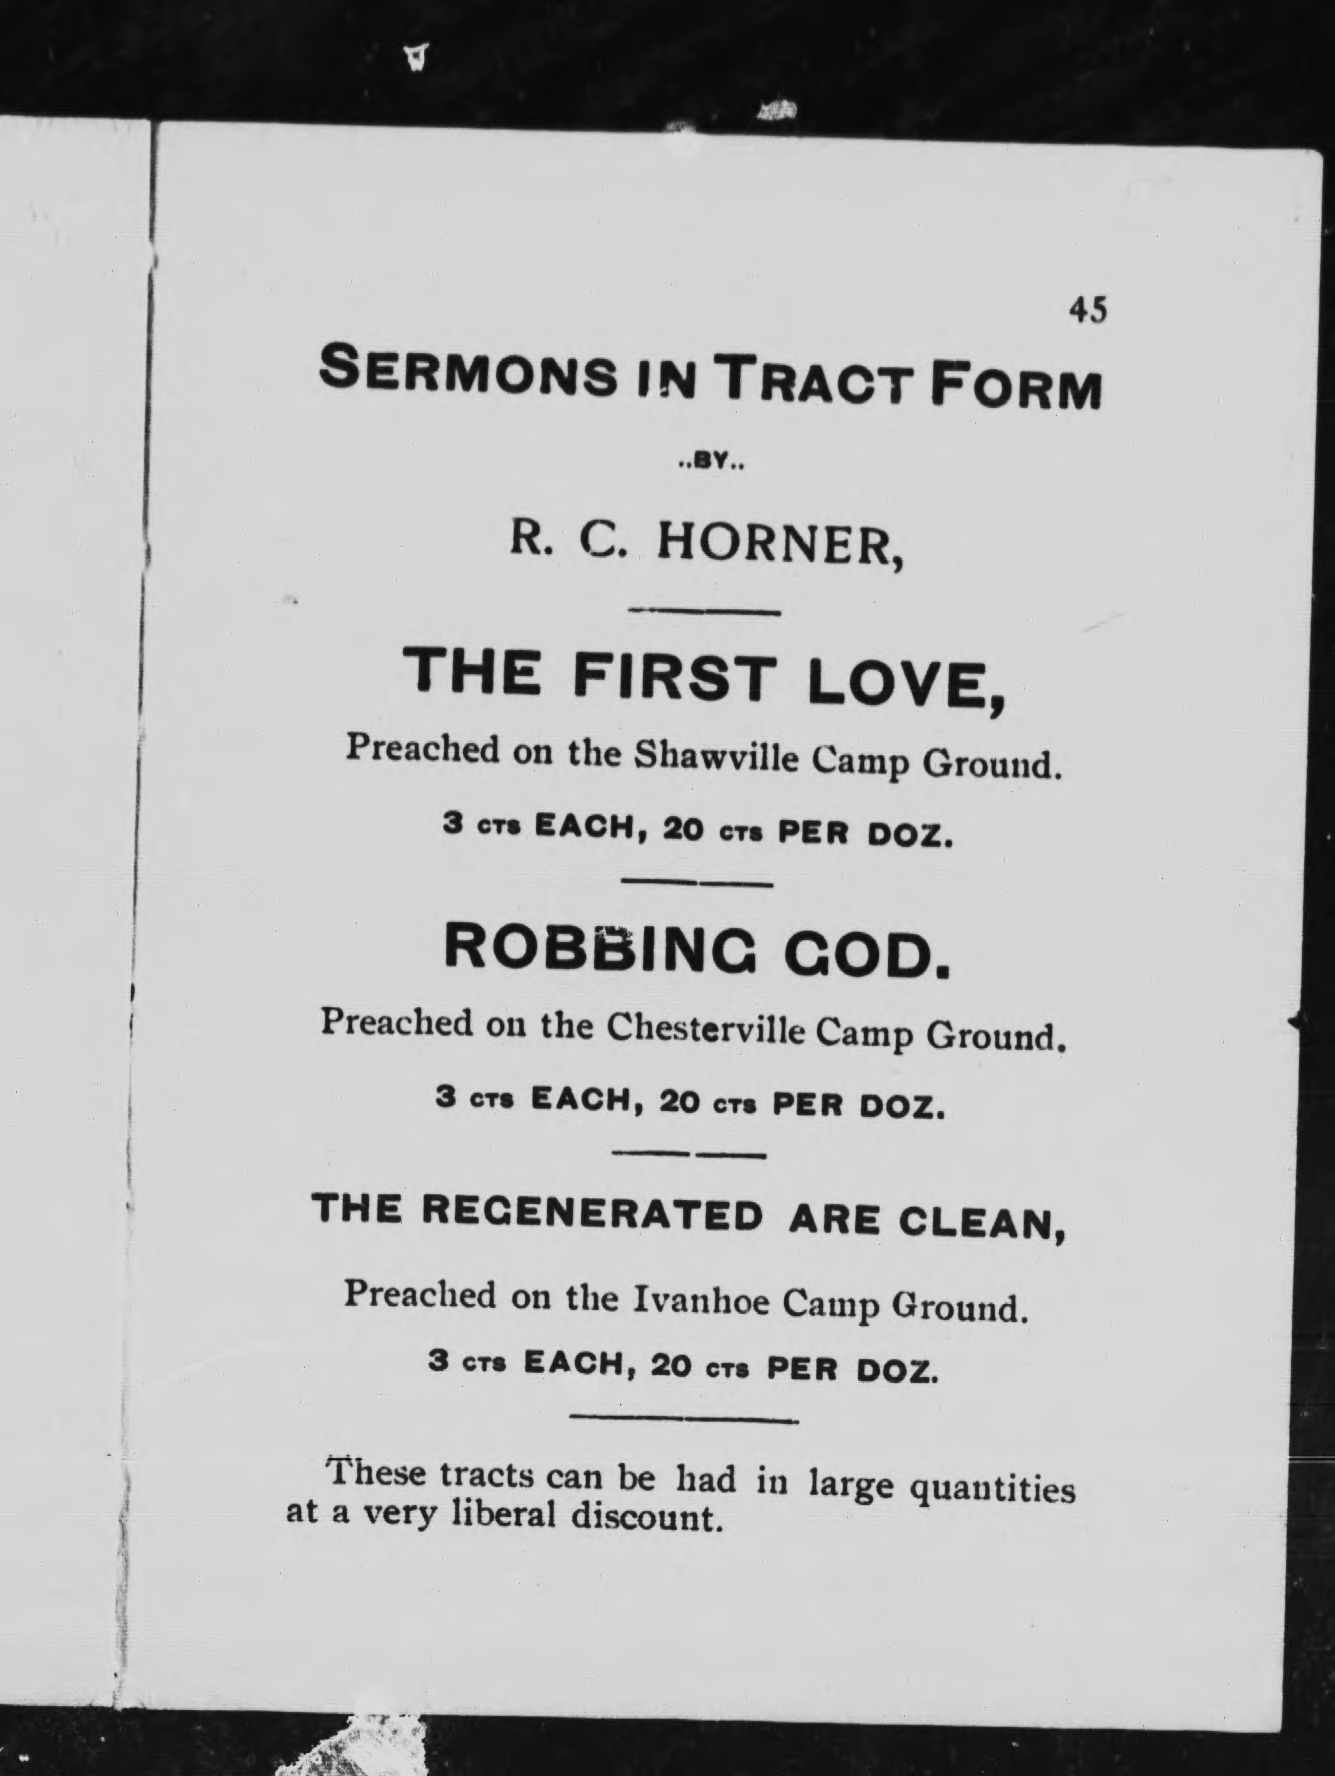 45
SERMONS IN TRACT FORM
..BY..
R. C. HORNER,
THE FIRST LOVE,
Preached on the Shawville Camp Ground.
3 CTS EACH, 20 CTS PER DOZ.
ROBBING GOD.
Preached on the Chesterville Camp Ground.
3 CTS EACH, 20 CTS PER DOZ.
THE REGENERATED ARE CLEAN,
Preached on the Ivanhoe Camp Ground.
3 CTS EACH, 20 CTS PER DOZ.
These tracts can be had in large quantities
at a very liberal discount.